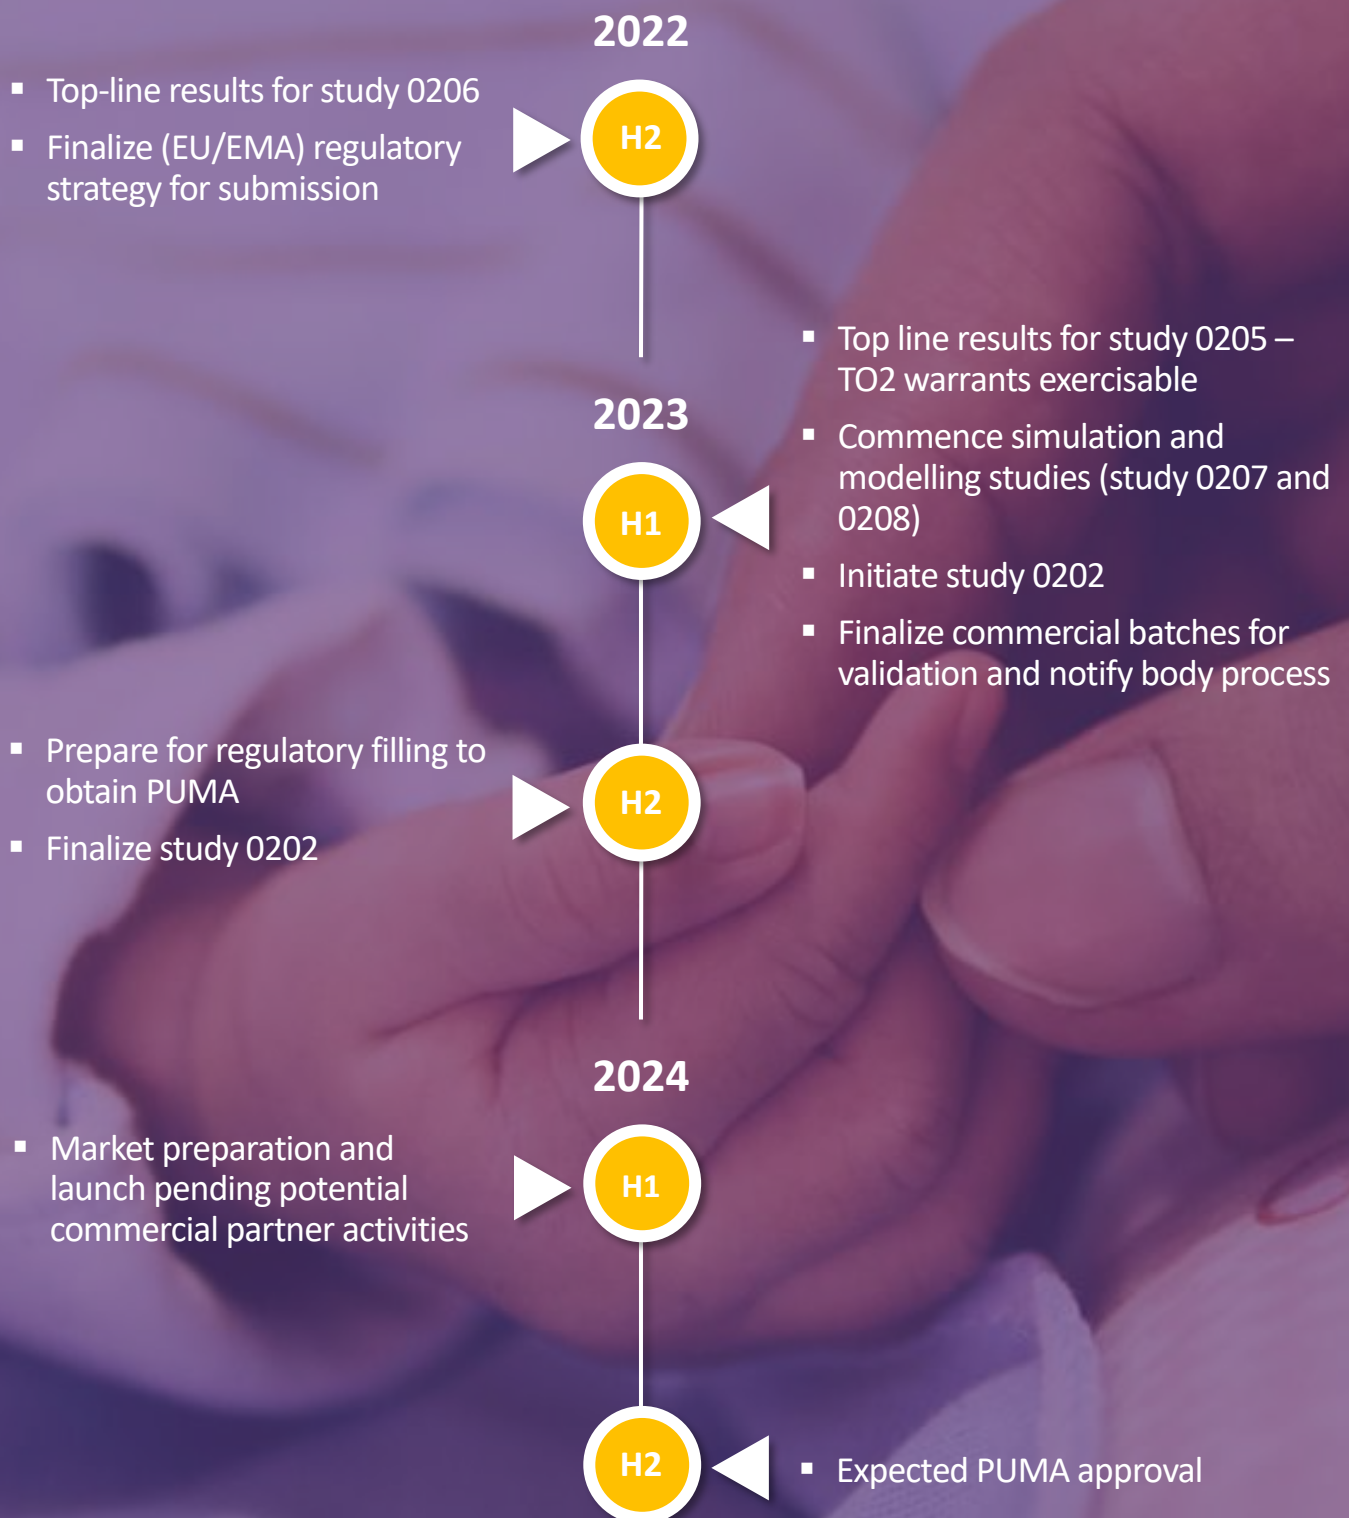 2022
▪ Top-line results for study 0206
▪ Finalize (EU/EMA) regulatory
strategy for submission
H2
2023
▪ Top line results for study 0205 –
TO2 warrants exercisable
▪ Commence simulation and
modelling studies (study 0207 and
0208)
▪ Initiate study 0202
▪ Finalize commercial batches for
validation and notify body process
H1
▪ Prepare for regulatory filling to
obtain PUMA
▪ Finalize study 0202
H2
2024
▪ Market preparation and
launch pending potential
commercial partner activities
H1
H2
▪ Expected PUMA approval